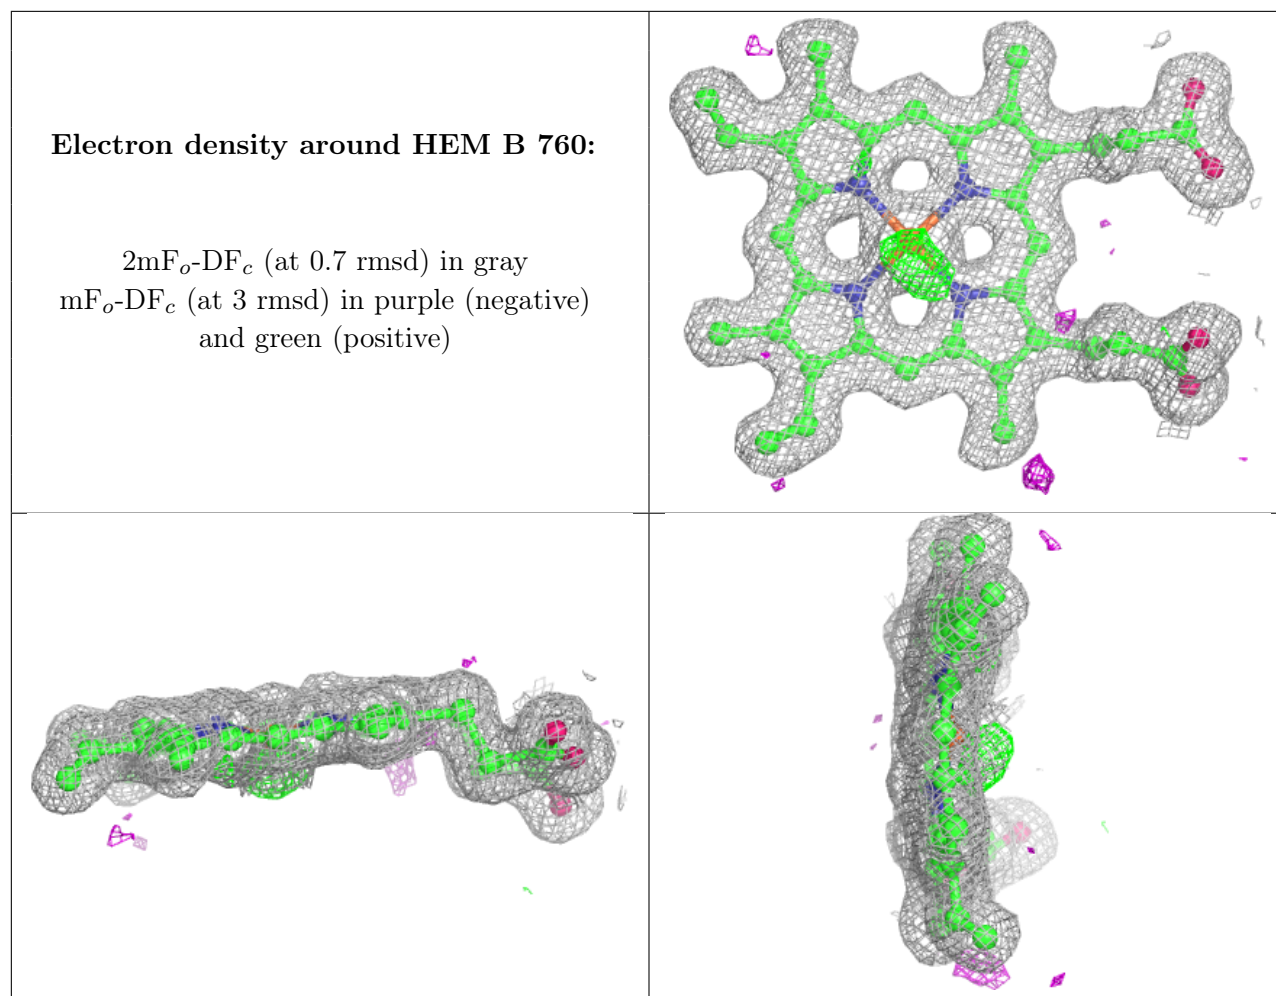 Electron density around HEM B 760:
2mFo-DFc (at 0.7 rmsd) in gray
mFo-DFc (at 3 rmsd) in purple (negative)
and green (positive)